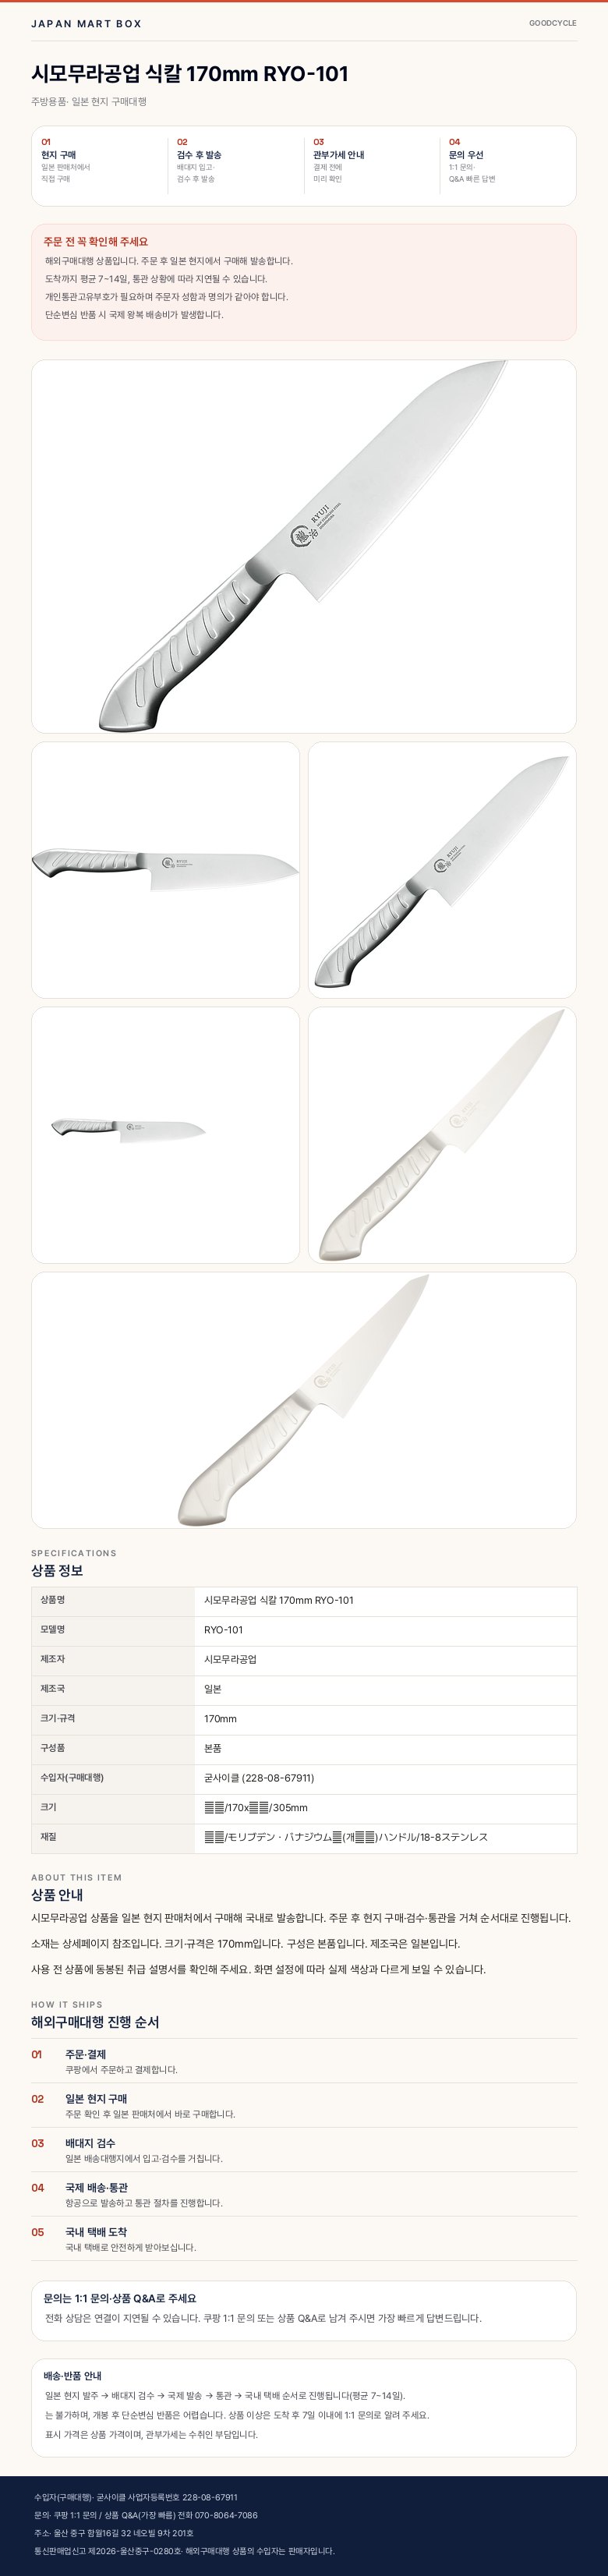 JAPAN MART BOX
GOODCYCLE
시모무라공업 식칼 170mm RYO-101
주방용품· 일본 현지 구매대행
01
현지 구매
일본 판매처에서
직접 구매
02
검수 후 발송
배대지 입고·
검수 후 발송
03
관부가세 안내
결제 전에
미리 확인
04
문의 우선
1:1 문의·
Q&A 빠른 답변
주문 전 꼭 확인해 주세요
해외구매대행 상품입니다. 주문 후 일본 현지에서 구매해 발송합니다.
도착까지 평균 7~14일, 통관 상황에 따라 지연될 수 있습니다.
개인통관고유부호가 필요하며 주문자 성함과 명의가 같아야 합니다.
단순변심 반품 시 국제 왕복 배송비가 발생합니다.
RYUJI
龍治
RYUJI
RYUJI
SPECIFICATIONS
상품 정보
상품명 시모무라공업 식칼 170mm RYO-101
모델명 RYO-101
제조자 시모무라공업
제조국 일본
크기·규격 170mm
구성품 본품
수입자(구매대행) 굳사이클 (228-08-67911)
크기 /170x/305mm
재질 /モリブデン・バナジウム(개)ハンドル/18-8ステンレス
ABOUT THIS ITEM
상품 안내
시모무라공업 상품을 일본 현지 판매처에서 구매해 국내로 발송합니다. 주문 후 현지 구매·검수·통관을 거쳐 순서대로 진행됩니다.
소재는 상세페이지 참조입니다. 크기·규격은 170mm입니다. 구성은 본품입니다. 제조국은 일본입니다.
사용 전 상품에 동봉된 취급 설명서를 확인해 주세요. 화면 설정에 따라 실제 색상과 다르게 보일 수 있습니다.
HOW IT SHIPS
해외구매대행 진행 순서
01 주문·결제
쿠팡에서 주문하고 결제합니다.
02 일본 현지 구매
주문 확인 후 일본 판매처에서 바로 구매합니다.
03 배대지 검수
일본 배송대행지에서 입고·검수를 거칩니다.
04 국제 배송·통관
항공으로 발송하고 통관 절차를 진행합니다.
05 국내 택배 도착
국내 택배로 안전하게 받아보십니다.
문의는 1:1 문의·상품 Q&A로 주세요
전화 상담은 연결이 지연될 수 있습니다. 쿠팡 1:1 문의 또는 상품 Q&A로 남겨 주시면 가장 빠르게 답변드립니다.
배송·반품 안내
일본 현지 발주 → 배대지 검수 → 국제 발송 → 통관 → 국내 택배 순서로 진행됩니다(평균 7~14일).
는 불가하며, 개봉 후 단순변심 반품은 어렵습니다. 상품 이상은 도착 후 7일 이내에 1:1 문의로 알려 주세요.
표시 가격은 상품 가격이며, 관부가세는 수취인 부담입니다.
수입자(구매대행)· 굳사이클 사업자등록번호 228-08-67911
문의· 쿠팡 1:1 문의 / 상품 Q&A(가장 빠름) 전화 070-8064-7086
주소· 울산 중구 함월16길 32 네오빌 9차 201호
통신판매업신고 제2026-울산중구-0280호· 해외구매대행 상품의 수입자는 판매자입니다.